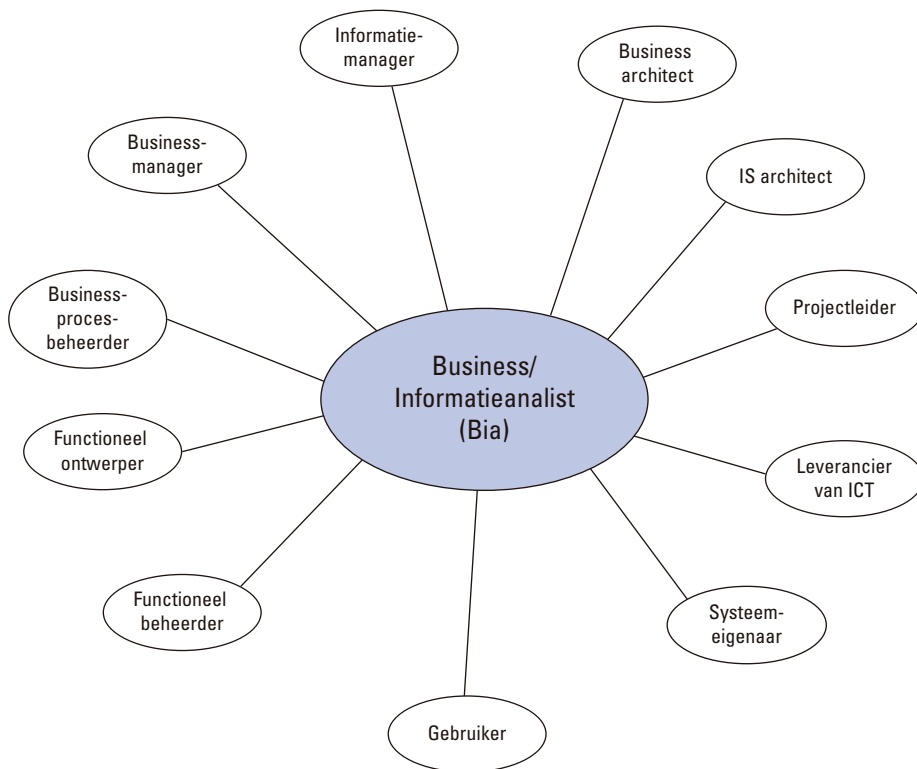 Informatie-
manager
Business
architect
Business-
manager
IS architect
Business-
proces-
beheerder
Projectleider
Business/
Informatieanalist
(Bia)
Functioneel
ontwerper
Leverancier
van ICT
Functioneel
beheerder
Systeem-
eigenaar
Gebruiker